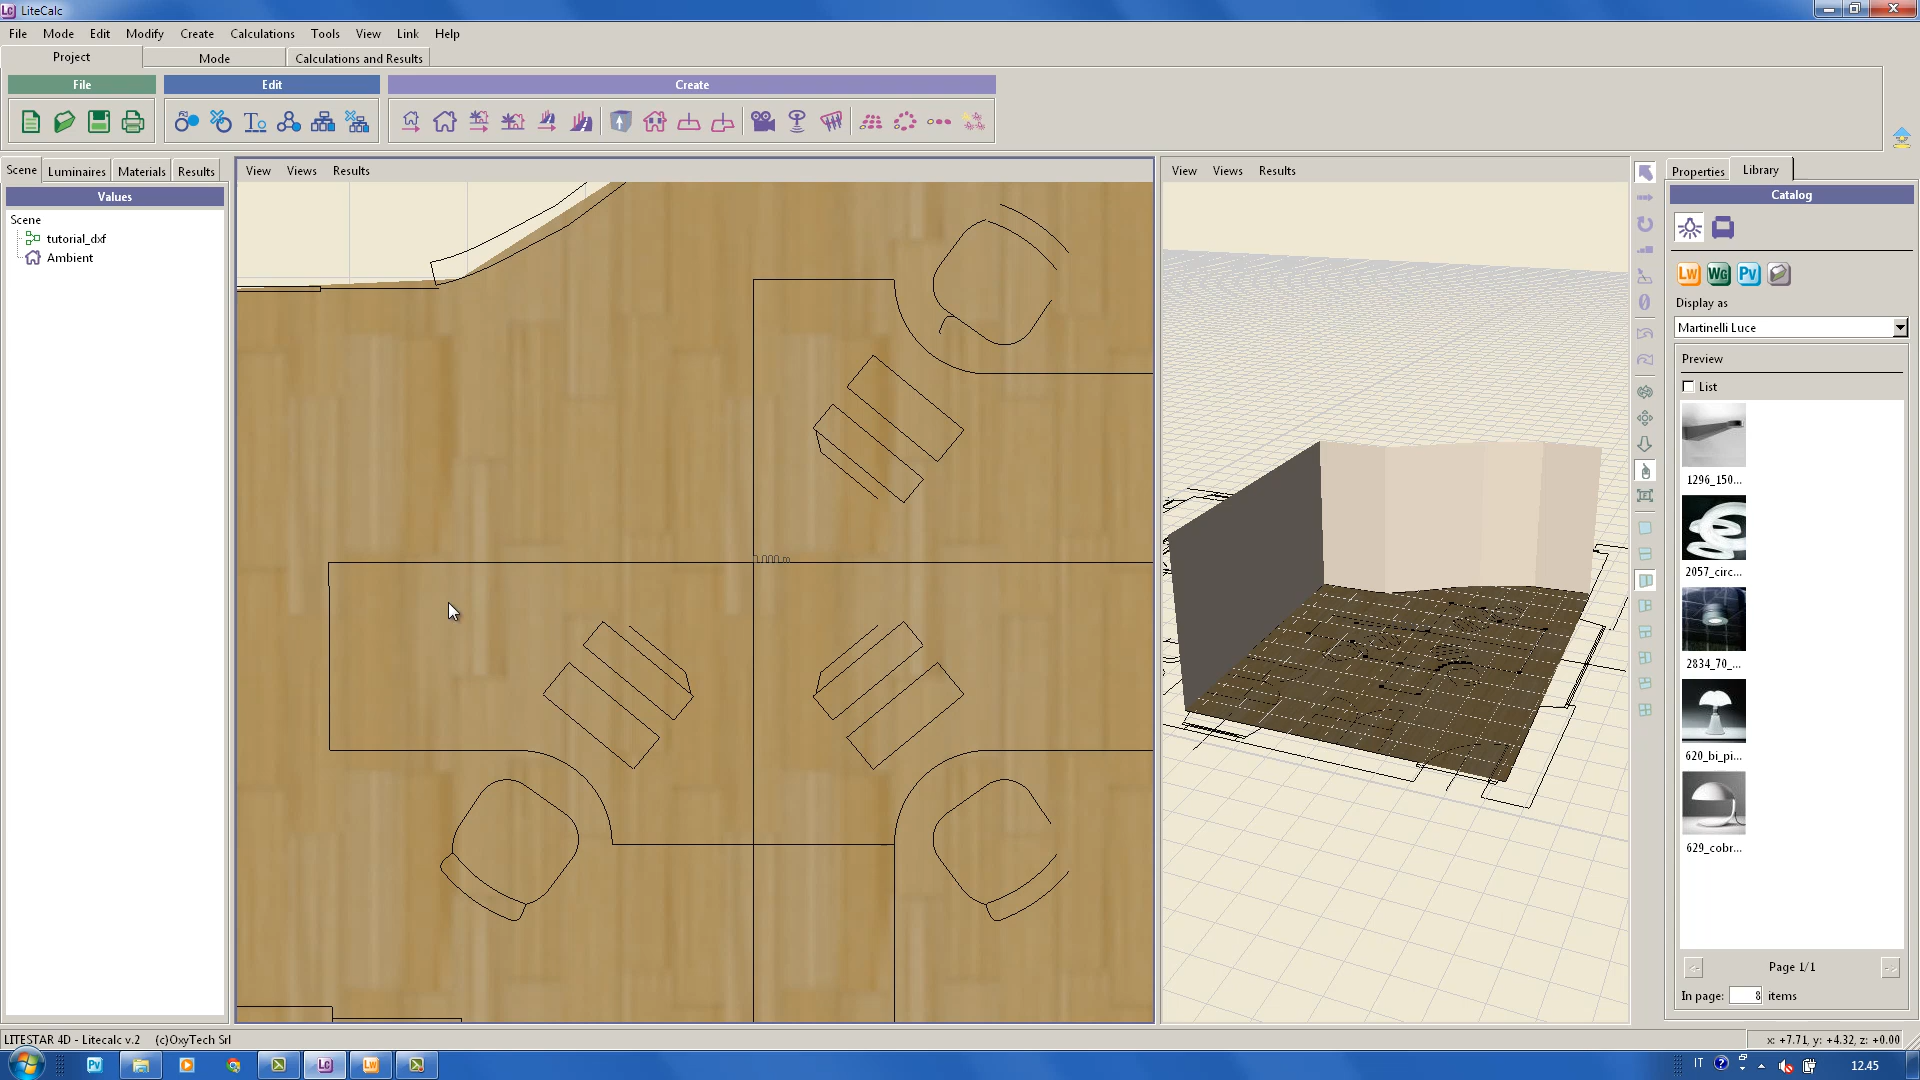 LiteCalc
File Mode Edit Modify Create Calculations Tools View Link Help
Project Mode Calculations and Results
File Edit Create
Scene Luminaires Materials Results
Values
Scene
tutorial_dxf
Ambient
View Views Results
View Views Results
Properties Library
Catalog
Lw Wg Pv
Display as
Martinelli Luce
Preview
List
1296_150...
2057_circ...
2834_70_...
620_bi_pi...
629_cobr...
Page 1/1
In page: 8 items
LITESTAR 4D - Litecalc v.2 (c)OxyTech Srl
x: +7.71, y: +4.32, z: +0.00
IT
12.45